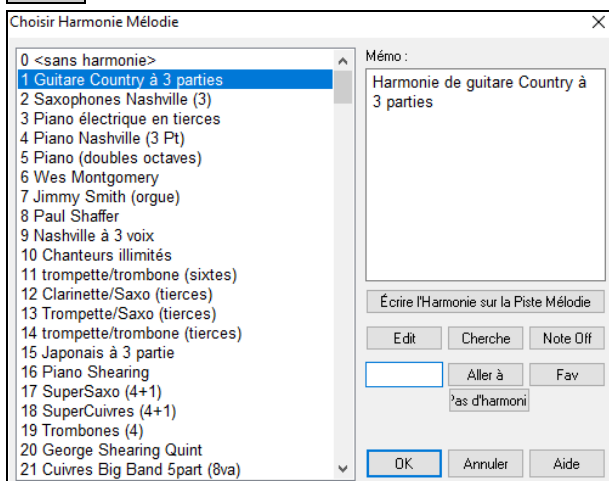 Choisir Harmonie Mélodie
0 <sans harmonie>
1 Guitare Country à 3 parties
2 Saxophones Nashville (3)
3 Piano électrique en tierces
4 Piano Nashville (3 Pt)
5 Piano (doubles octaves)
6 Wes Montgomery
7 Jimmy Smith (orgue)
8 Paul Shaffer
9 Nashville à 3 voix
10 Chanteurs illimités
11 trompette/trombone (sixtes)
12 Clarinette/Saxo (tierces)
13 Trompette/Saxo (tierces)
14 trompette/trombone (tierces)
15 Japonais à 3 partie
16 Piano Shearing
17 SuperSaxo (4+1)
18 SuperCuivres (4+1)
19 Trombones (4)
20 George Shearing Quint
21 Cuivres Big Band 5part (8va)
Mémo :
Harmonie de guitare Country à
3 parties
Écrire l'Harmonie sur la Piste Mélodie
Edit Cherche Note Off
Aller à Fav
Pas d'harmoni
OK Annuler Aide